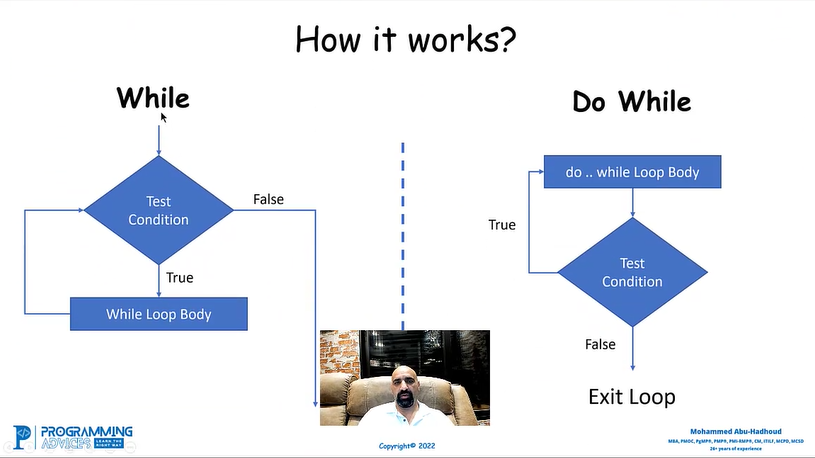 How it works?
While
Test
Condition
False
True
While Loop Body
Do While
do .. while Loop Body
True
Test
Condition
False
Exit Loop
PROGRAMMING
ADVICES
LEARN THE
RIGHT WAY
Copyright© 2022
Mohammed Abu-Hadhoud
MBA, PMOC, PgMP®, PMP®, PMI-RMP®, CM, ITILF, MCPD, MCSD
26+ years of experience